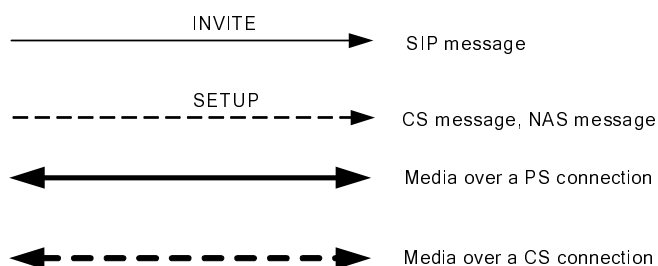 INVITE
SIP message
SETUP
CS message, NAS message
Media over a PS connection
Media over a CS connection